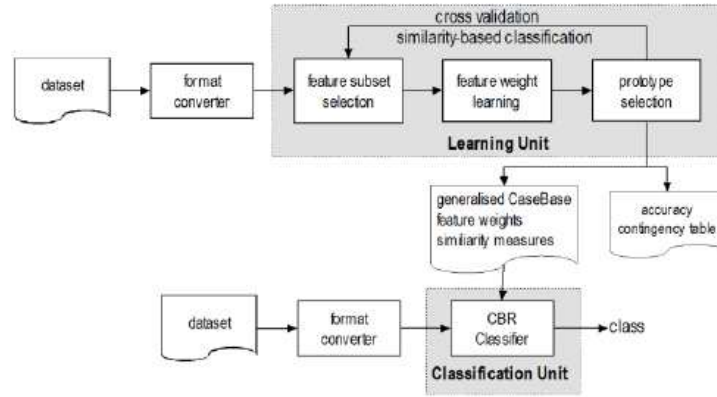 cross validation
similarity-based classification
dataset
format
converter
feature subset
selection
feature weight
learning
prototype
selection
Learning Unit
generalised CaseBase
feature weights
similiarity measures
accuracy
contingency table
dataset
format
converter
CBR
Classifier
class
Classification Unit